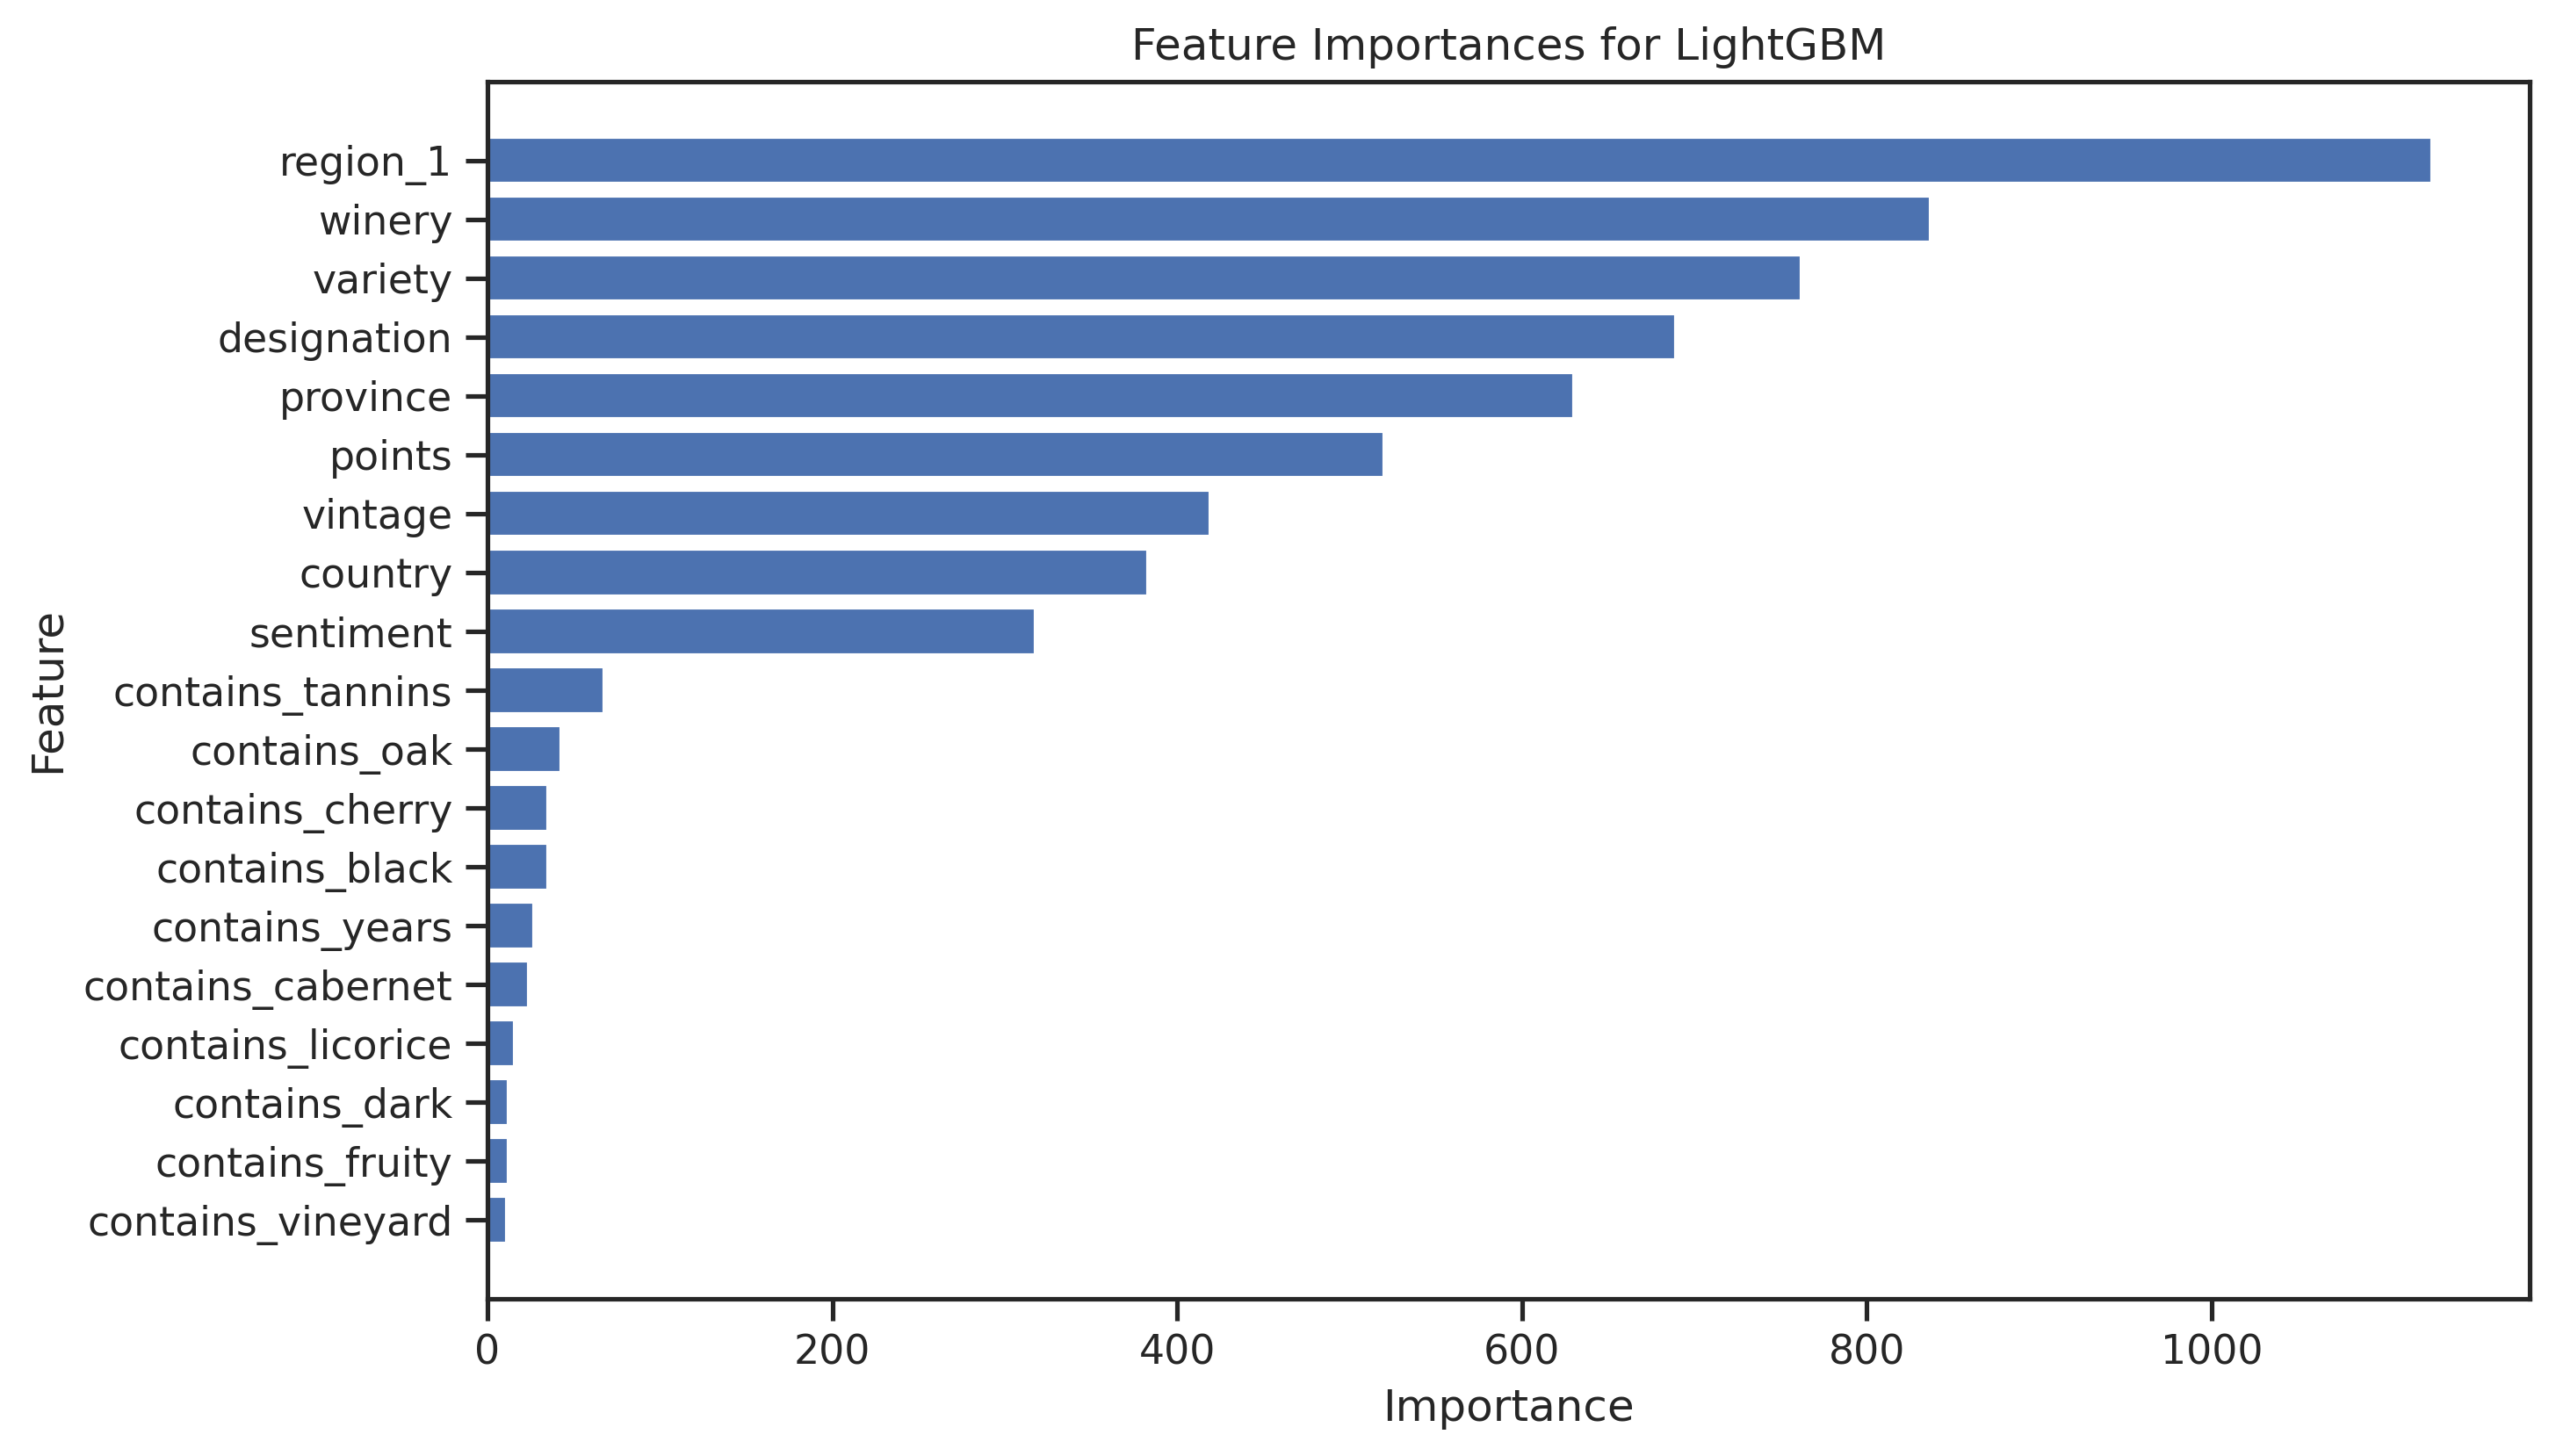 Feature Importances for LightGBM
region_1
winery
variety
designation
province
points
vintage
country
sentiment
contains_tannins
contains_oak
contains_cherry
contains_black
contains_years
contains_cabernet
contains_licorice
contains_dark
contains_fruity
contains_vineyard
Feature
0 200 400 600 800 1000
Importance